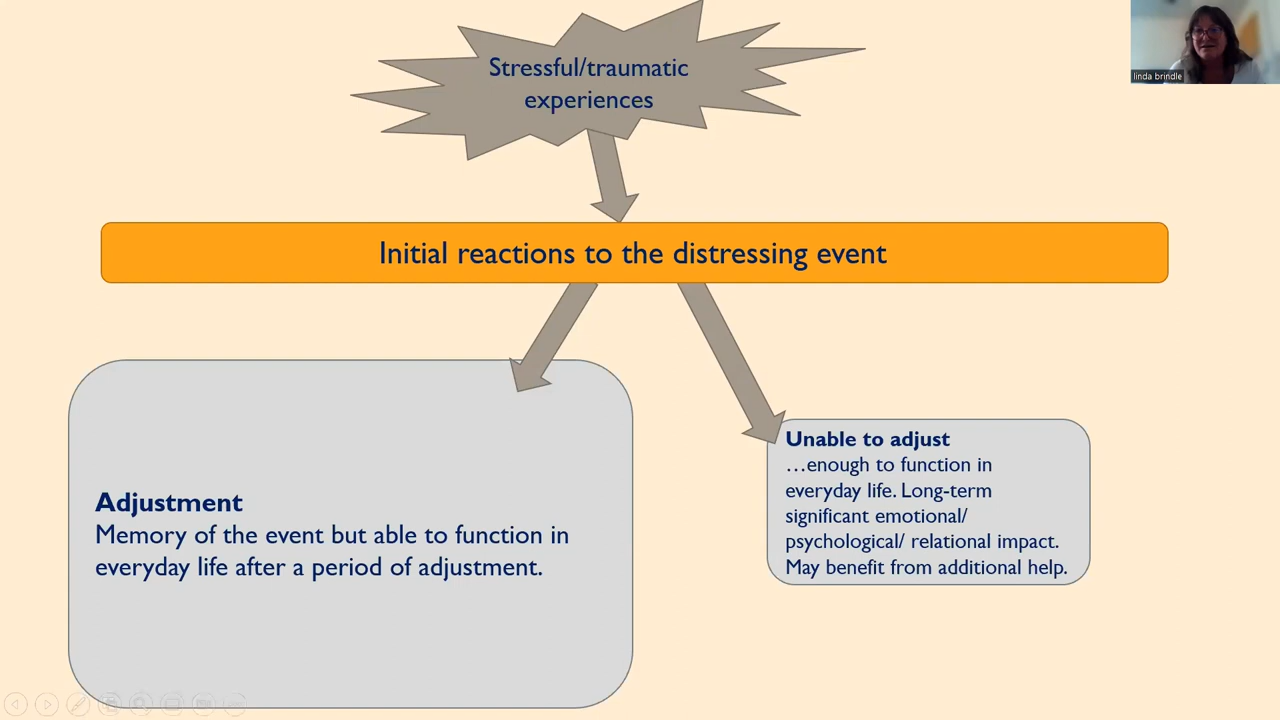 Stressful/traumatic
experiences
linda brindle
Initial reactions to the distressing event
Adjustment
Memory of the event but able to function in
everyday life after a period of adjustment.
Unable to adjust
…enough to function in
everyday life. Long-term
significant emotional/
psychological/ relational impact.
May benefit from additional help.